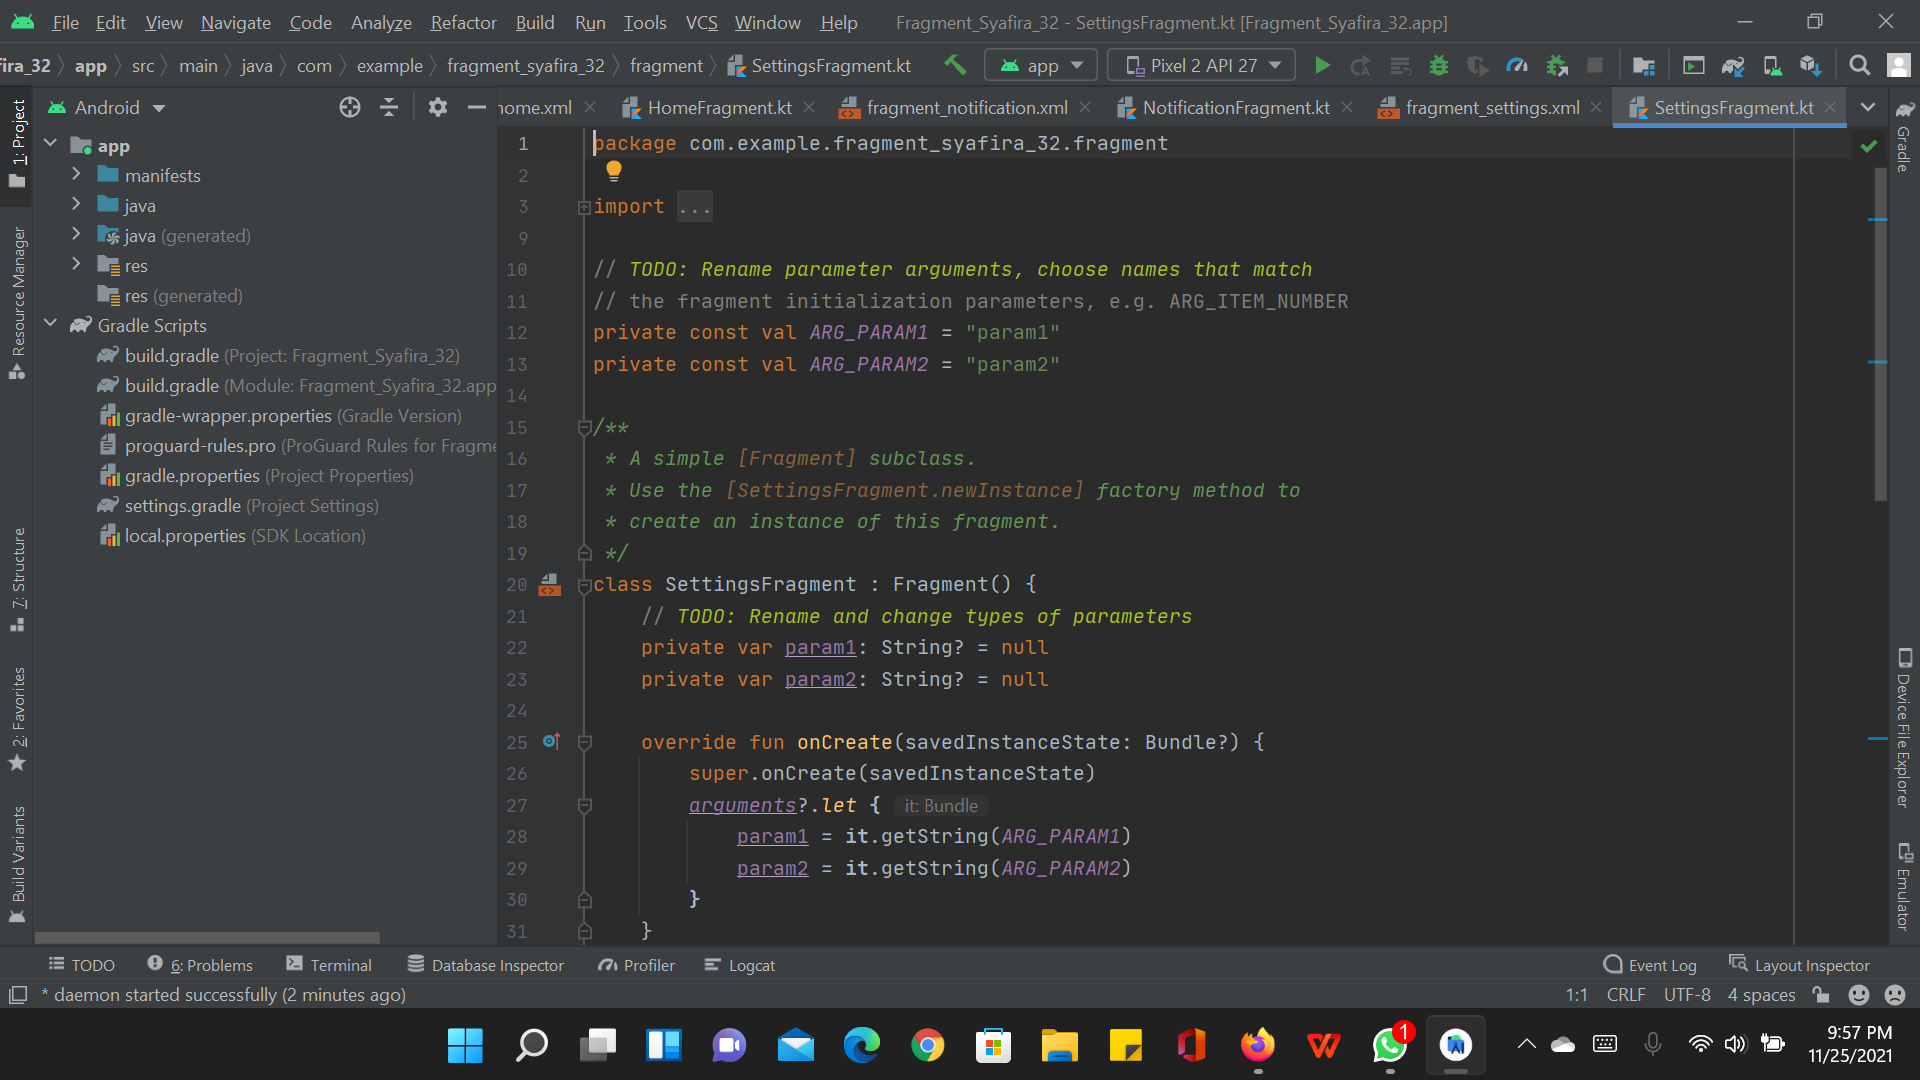 File Edit View Navigate Code Analyze Refactor Build Run Tools VCS Window Help Fragment_Syafira_32 - SettingsFragment.kt [Fragment_Syafira_32.app]
fira_32 app src main java com example fragment_syafira_32 fragment SettingsFragment.kt app Pixel 2 API 27
Android
home.xml HomeFragment.kt fragment_notification.xml NotificationFragment.kt fragment_settings.xml SettingsFragment.kt
1: Project
Resource Manager
7: Structure
2: Favorites
Build Variants
app
manifests
java
java (generated)
res
res (generated)
Gradle Scripts
build.gradle (Project: Fragment_Syafira_32)
build.gradle (Module: Fragment_Syafira_32.app
gradle-wrapper.properties (Gradle Version)
proguard-rules.pro (ProGuard Rules for Fragme
gradle.properties (Project Properties)
settings.gradle (Project Settings)
local.properties (SDK Location)
1 package com.example.fragment_syafira_32.fragment
2
3 import ...
9
10 // TODO: Rename parameter arguments, choose names that match
11 // the fragment initialization parameters, e.g. ARG_ITEM_NUMBER
12 private const val ARG_PARAM1 = "param1"
13 private const val ARG_PARAM2 = "param2"
14
15 /**
16 * A simple [Fragment] subclass.
17 * Use the [SettingsFragment.newInstance] factory method to
18 * create an instance of this fragment.
19 */
20 class SettingsFragment : Fragment() {
21 // TODO: Rename and change types of parameters
22 private var param1: String? = null
23 private var param2: String? = null
24
25 override fun onCreate(savedInstanceState: Bundle?) {
26 super.onCreate(savedInstanceState)
27 arguments?.let { it: Bundle
28 param1 = it.getString(ARG_PARAM1)
29 param2 = it.getString(ARG_PARAM2)
30 }
31 }
Gradle
Device File Explorer
Emulator
TODO 6: Problems Terminal Database Inspector Profiler Logcat Event Log Layout Inspector
* daemon started successfully (2 minutes ago) 1:1 CRLF UTF-8 4 spaces
1
9:57 PM
11/25/2021